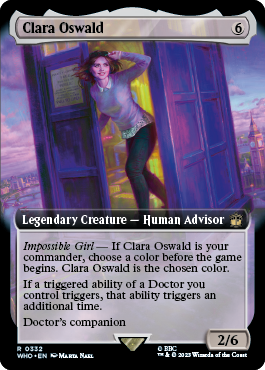 Clara Oswald 6
Legendary Creature — Human Advisor
Impossible Girl — If Clara Oswald is your
commander, choose a color before the game
begins. Clara Oswald is the chosen color.
If a triggered ability of a Doctor you
control triggers, that ability triggers an
additional time.
Doctor's companion
2/6
R 0332
WHO • EN Marta Nael
© BBC
™ & © 2023 Wizards of the Coast